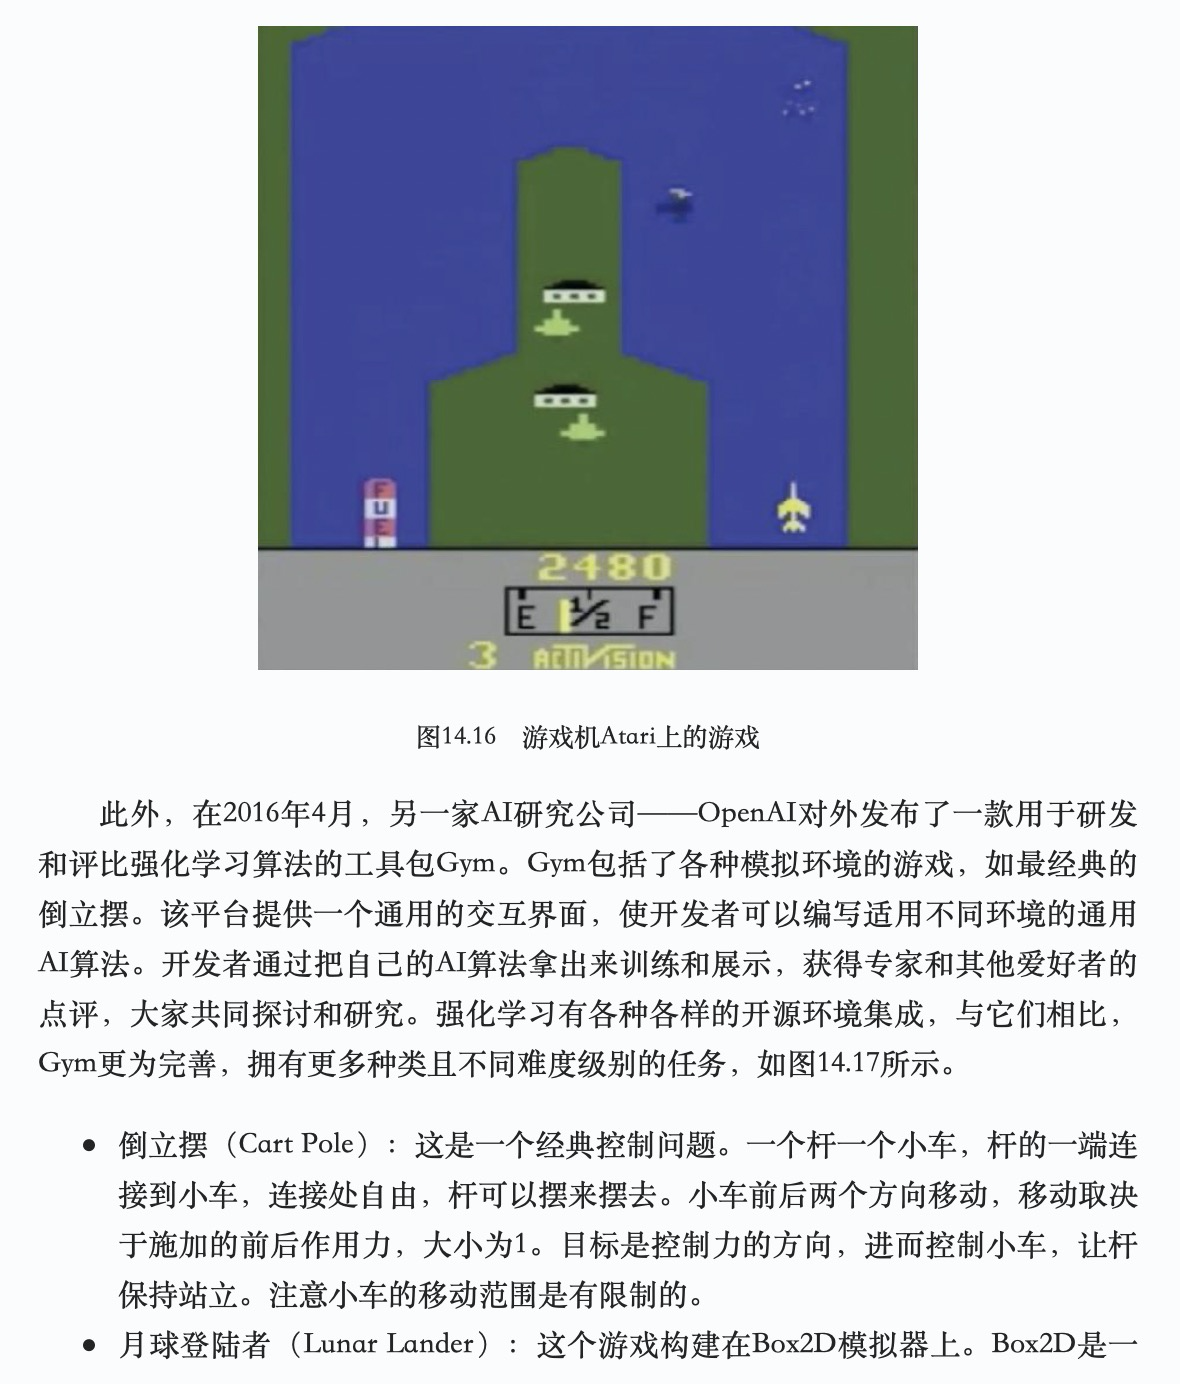 FUEL
2480
E 1/2 F
3 ACTIVISION
图14.16 游戏机Atari上的游戏
此外，在2016年4月，另一家AI研究公司——OpenAI对外发布了一款用于研发
和评比强化学习算法的工具包Gym。Gym包括了各种模拟环境的游戏，如最经典的
倒立摆。该平台提供一个通用的交互界面，使开发者可以编写适用不同环境的通用
AI算法。开发者通过把自己的AI算法拿出来训练和展示，获得专家和其他爱好者的
点评，大家共同探讨和研究。强化学习有各种各样的开源环境集成，与它们相比，
Gym更为完善，拥有更多种类且不同难度级别的任务，如图14.17所示。
● 倒立摆（Cart Pole）：这是一个经典控制问题。一个杆一个小车，杆的一端连
接到小车，连接处自由，杆可以摆来摆去。小车前后两个方向移动，移动取决
于施加的前后作用力，大小为1。目标是控制力的方向，进而控制小车，让杆
保持站立。注意小车的移动范围是有限制的。
● 月球登陆者（Lunar Lander）：这个游戏构建在Box2D模拟器上。Box2D是一